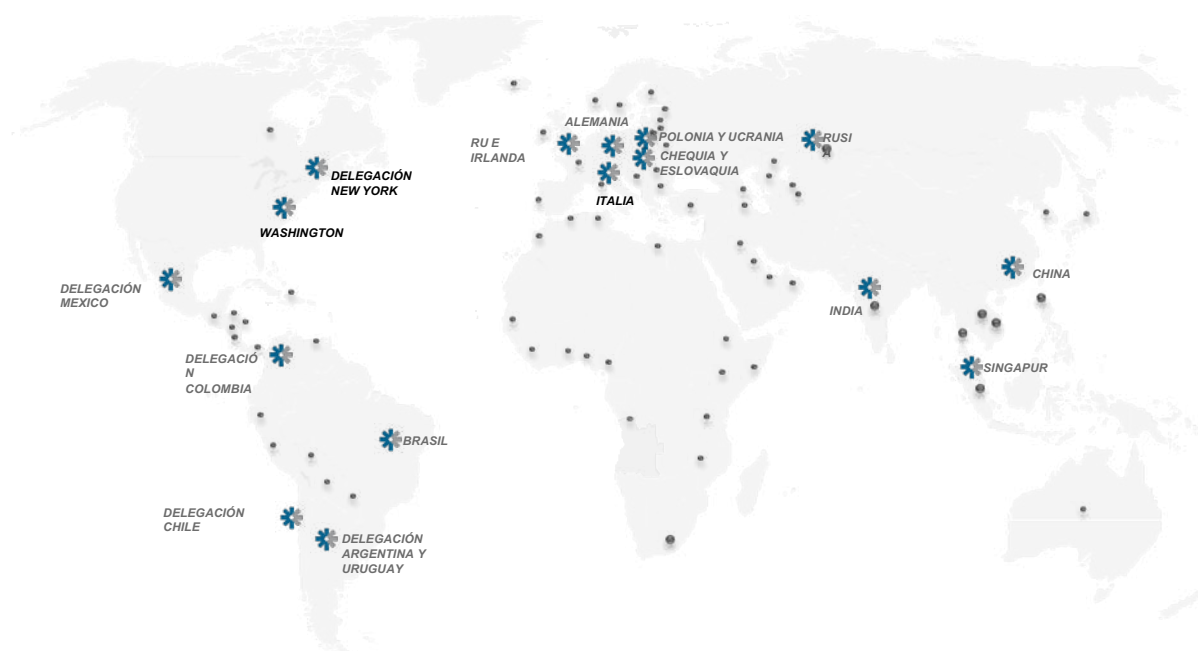 ALEMANIA
RU E
IRLANDA
POLONIA Y UCRANIA
RUSI
A
CHEQUIA Y
ESLOVAQUIA
DELEGACIÓN
NEW YORK
ITALIA
WASHINGTON
DELEGACIÓN
MEXICO
CHINA
INDIA
DELEGACIÓ
N
COLOMBIA
SINGAPUR
BRASIL
DELEGACIÓN
CHILE
DELEGACIÓN
ARGENTINA Y
URUGUAY